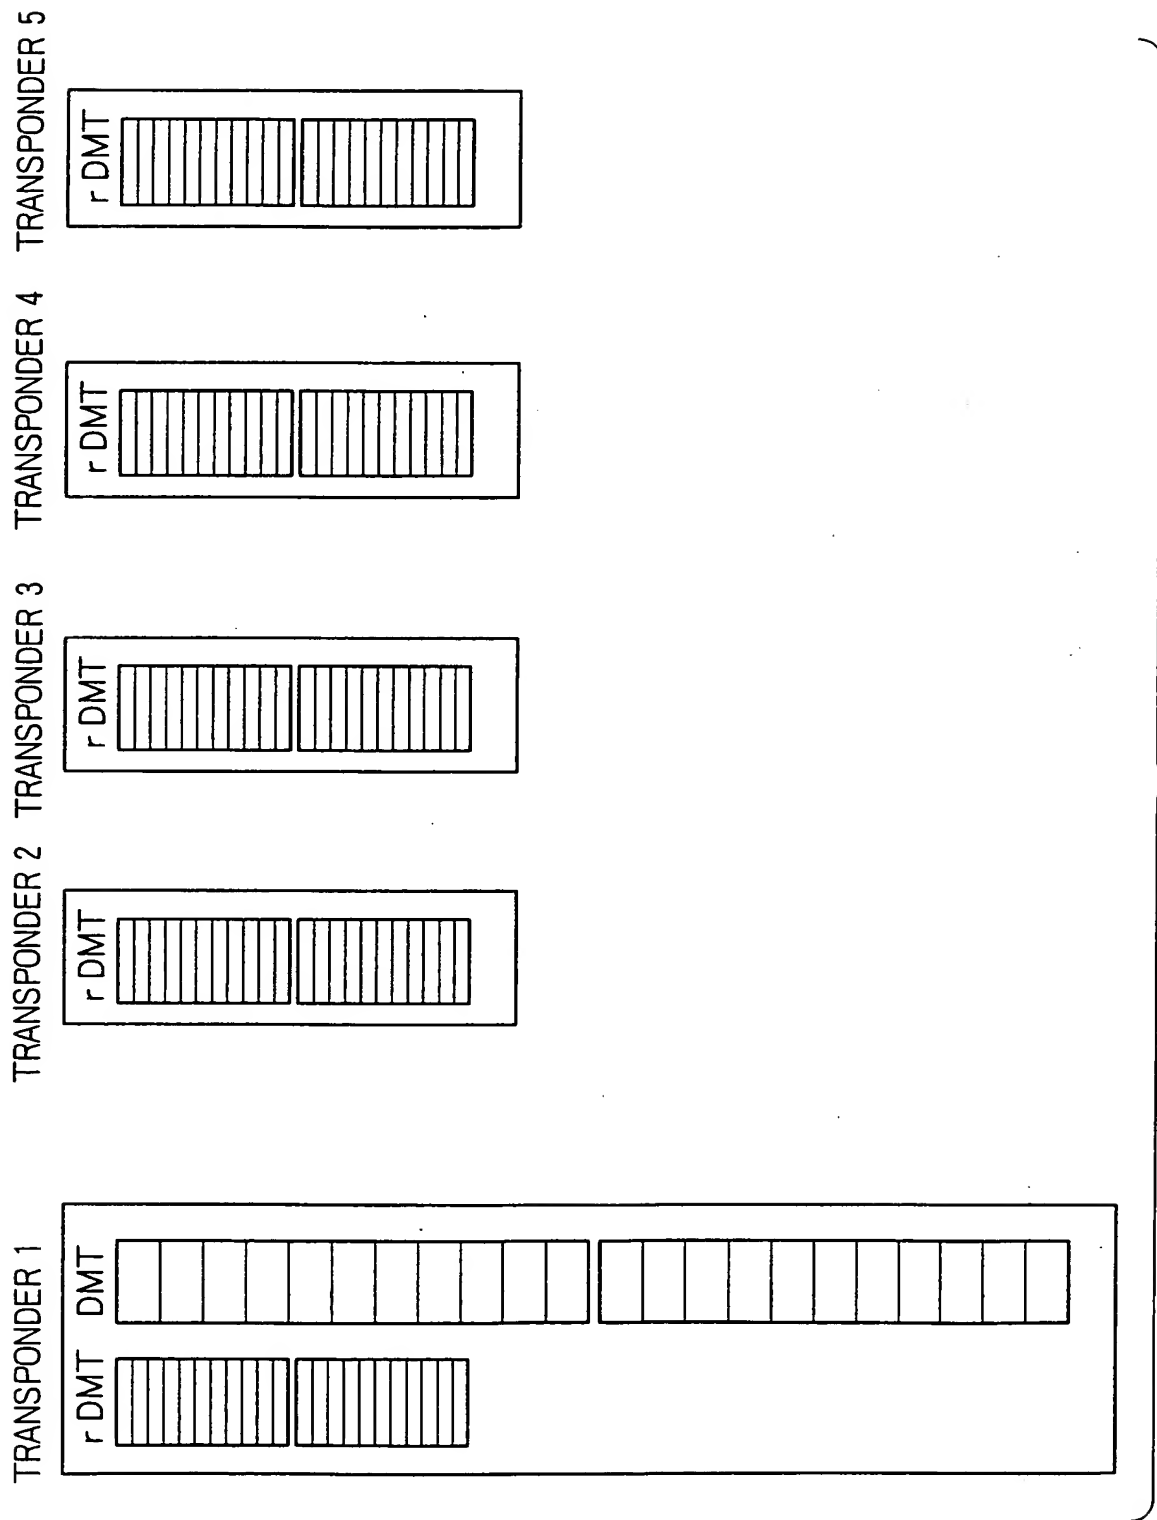 TRANSPONDER 1
r DMT
DMT
TRANSPONDER 2
r DMT
TRANSPONDER 3
r DMT
TRANSPONDER 4
r DMT
TRANSPONDER 5
r DMT